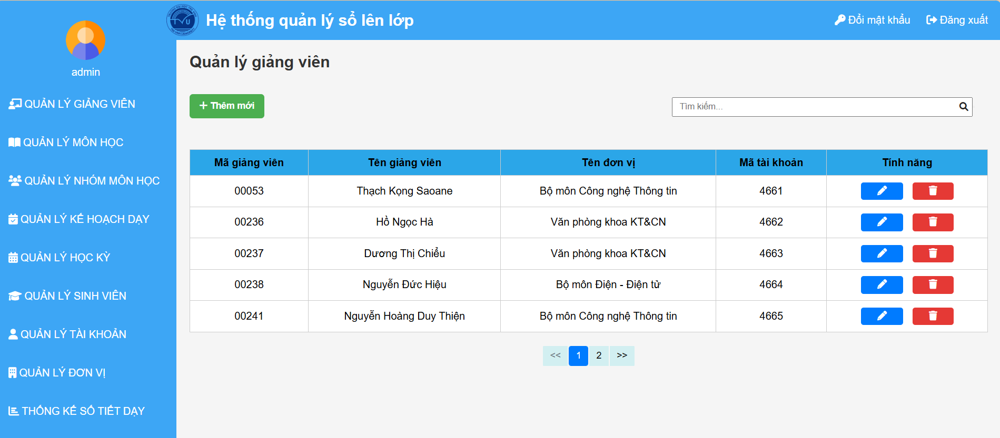 Hệ thống quản lý sổ lên lớp
Đổi mật khẩu
Đăng xuất
admin
QUẢN LÝ GIẢNG VIÊN
QUẢN LÝ MÔN HỌC
QUẢN LÝ NHÓM MÔN HỌC
QUẢN LÝ KẾ HOẠCH DẠY
QUẢN LÝ HỌC KỲ
QUẢN LÝ SINH VIÊN
QUẢN LÝ TÀI KHOẢN
QUẢN LÝ ĐƠN VỊ
THỐNG KÊ SỐ TIẾT DẠY
Quản lý giảng viên
Thêm mới
Tìm kiếm...
Mã giảng viên Tên giảng viên Tên đơn vị Mã tài khoản Tính năng
00053 Thạch Kọng Saoane Bộ môn Công nghệ Thông tin 4661
00236 Hồ Ngọc Hà Văn phòng khoa KT&CN 4662
00237 Dương Thị Chiểu Văn phòng khoa KT&CN 4663
00238 Nguyễn Đức Hiệu Bộ môn Điện - Điện tử 4664
00241 Nguyễn Hoàng Duy Thiện Bộ môn Công nghệ Thông tin 4665
<< 1 2 >>